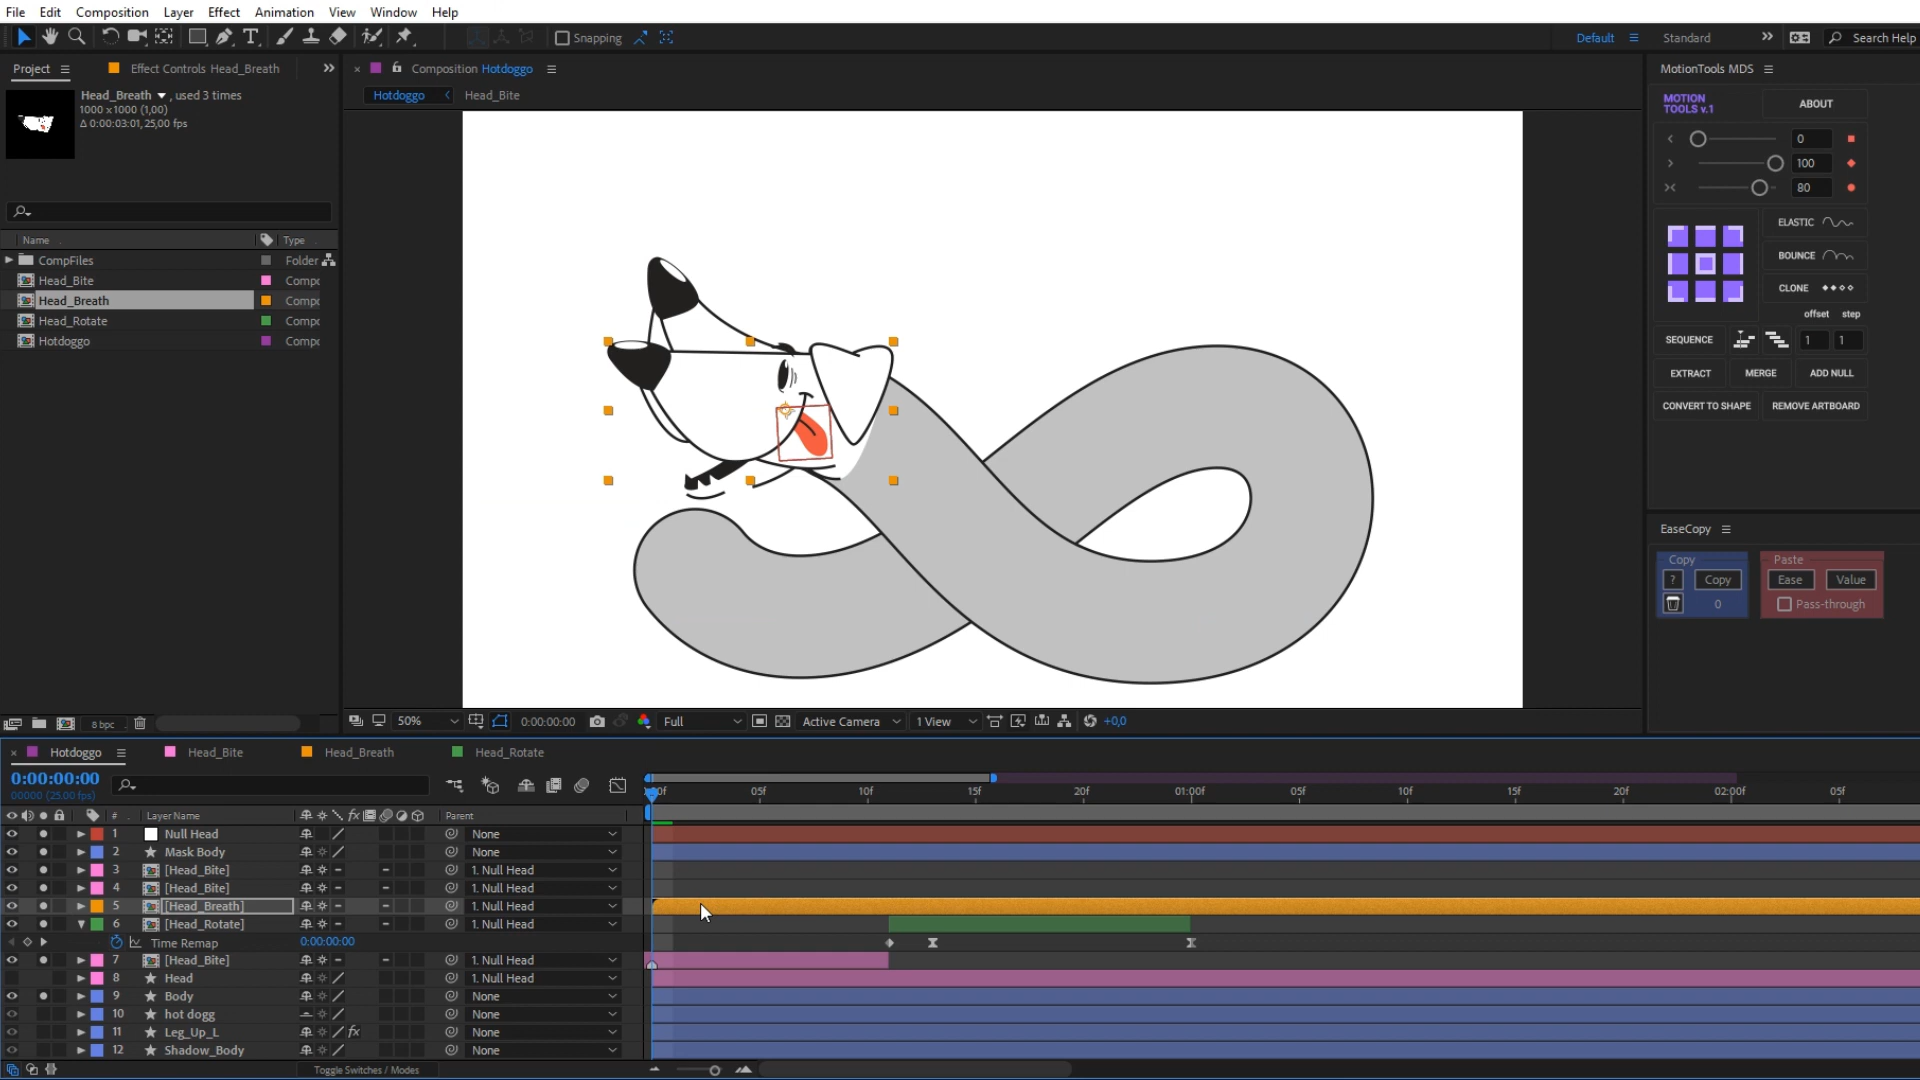 File Edit Composition Layer Effect Animation View Window Help
Snapping Default Standard Search Help
Project Effect Controls Head_Breath
Head_Breath , used 3 times
1000 x 1000 (1,00)
Δ 0:00:03:01, 25,00 fps
Name Type
CompFiles Folder
Head_Bite Compo
Head_Breath Compo
Head_Rotate Compo
Hotdoggo Compo
8 bpc
Composition Hotdoggo
Hotdoggo Head_Bite
50% 0:00:00:00 Full Active Camera 1 View +0,0
MotionTools MDS
MOTION
TOOLS v.1
ABOUT
0
100
80
ELASTIC
BOUNCE
CLONE
offset step
SEQUENCE 1 1
EXTRACT MERGE ADD NULL
CONVERT TO SHAPE REMOVE ARTBOARD
EaseCopy
Copy Paste
? Copy Ease Value
0 Pass-through
Hotdoggo Head_Bite Head_Breath Head_Rotate
0:00:00:00
00000 (25.00 fps)
05f 10f 15f 20f 01:00f 05f 10f 15f 20f 02:00f 05f
# Layer Name Parent
1 Null Head None
2 Mask Body None
3 [Head_Bite] 1. Null Head
4 [Head_Bite] 1. Null Head
5 [Head_Breath] 1. Null Head
6 [Head_Rotate] 1. Null Head
Time Remap 0:00:00:00
7 [Head_Bite] 1. Null Head
8 Head 1. Null Head
9 Body None
10 hot dogg None
11 Leg_Up_L fx None
12 Shadow_Body None
Toggle Switches / Modes